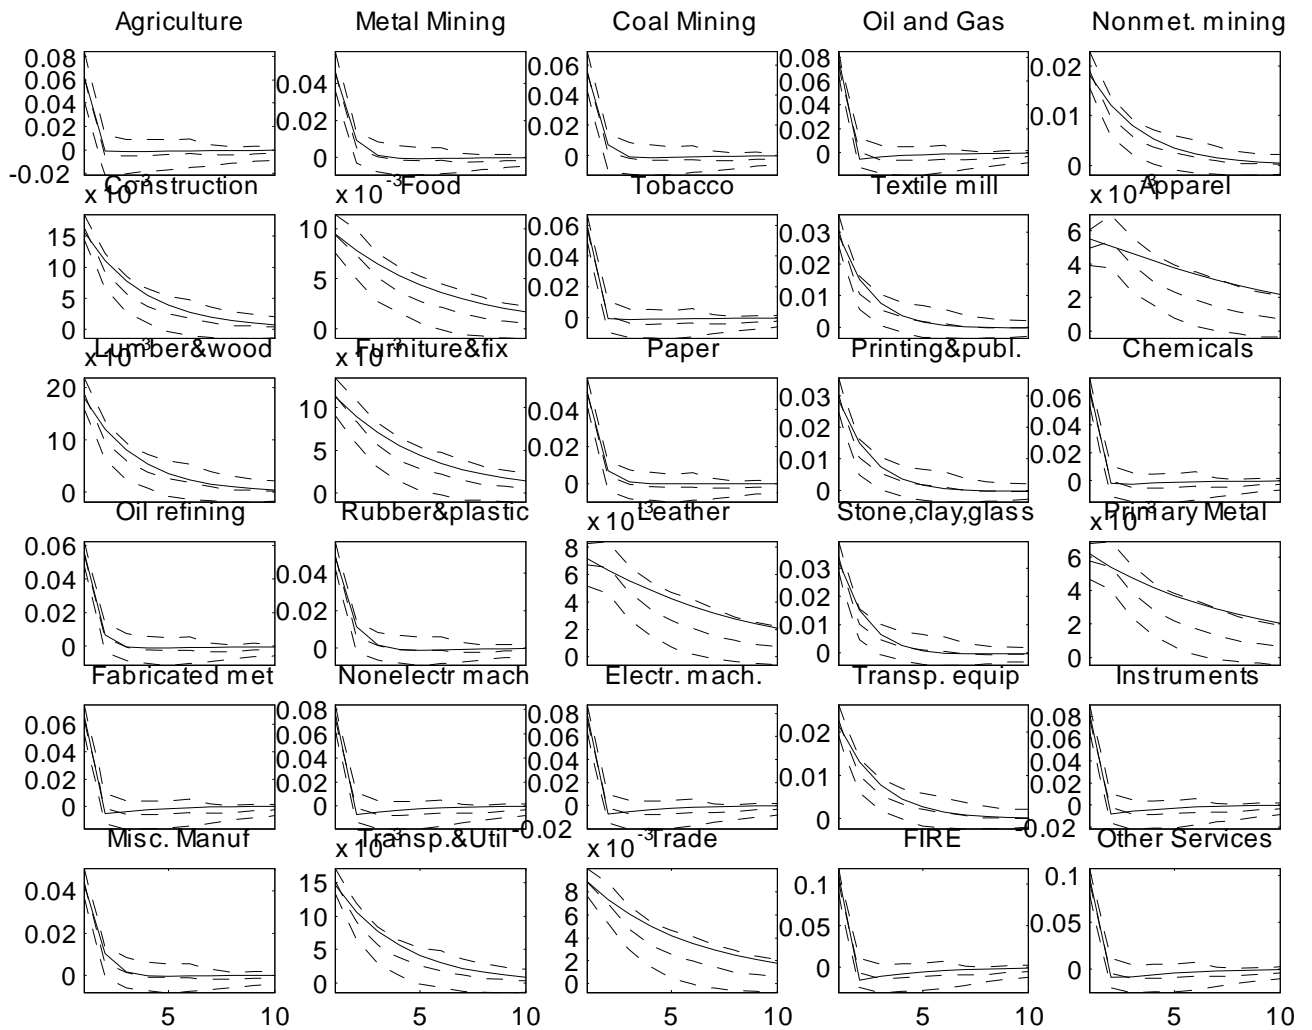 Agriculture Metal Mining Coal Mining Oil and Gas Nonmet. mining
0.08 0.06 0.04 0.02 0 -0.02
0.04 0.02 0
0.06 0.04 0.02 0
0.08 0.06 0.04 0.02 0
0.02 0.01 0
Construction Food Tobacco Textile mill Apparel
x 10-3 15 10 5 0
x 10-3 10 5 0
0.06 0.04 0.02 0
0.03 0.02 0.01 0
x 10-3 6 4 2 0
Lumber&wood Furniture&fix Paper Printing&publ. Chemicals
x 10-3 20 10 0
x 10-3 10 5 0
0.04 0.02 0
0.03 0.02 0.01 0
0.06 0.04 0.02 0
Oil refining Rubber&plastic Leather Stone,clay,glass Primary Metal
0.06 0.04 0.02 0
0.04 0.02 0
x 10-3 8 6 4 2 0
0.03 0.02 0.01 0
x 10-3 6 4 2 0
Fabricated met Nonelectr mach Electr. mach. Transp. equip Instruments
0.06 0.04 0.02 0
0.08 0.06 0.04 0.02 0
0.08 0.06 0.04 0.02 0 -0.02
0.02 0.01 0
0.08 0.06 0.04 0.02 0 -0.02
Misc. Manuf Transp.&Util Trade FIRE Other Services
0.04 0.02 0
x 10-3 15 10 5 0
x 10-3 8 6 4 2 0
0.1 0.05 0
0.1 0.05 0
5 10 5 10 5 10 5 10 5 10